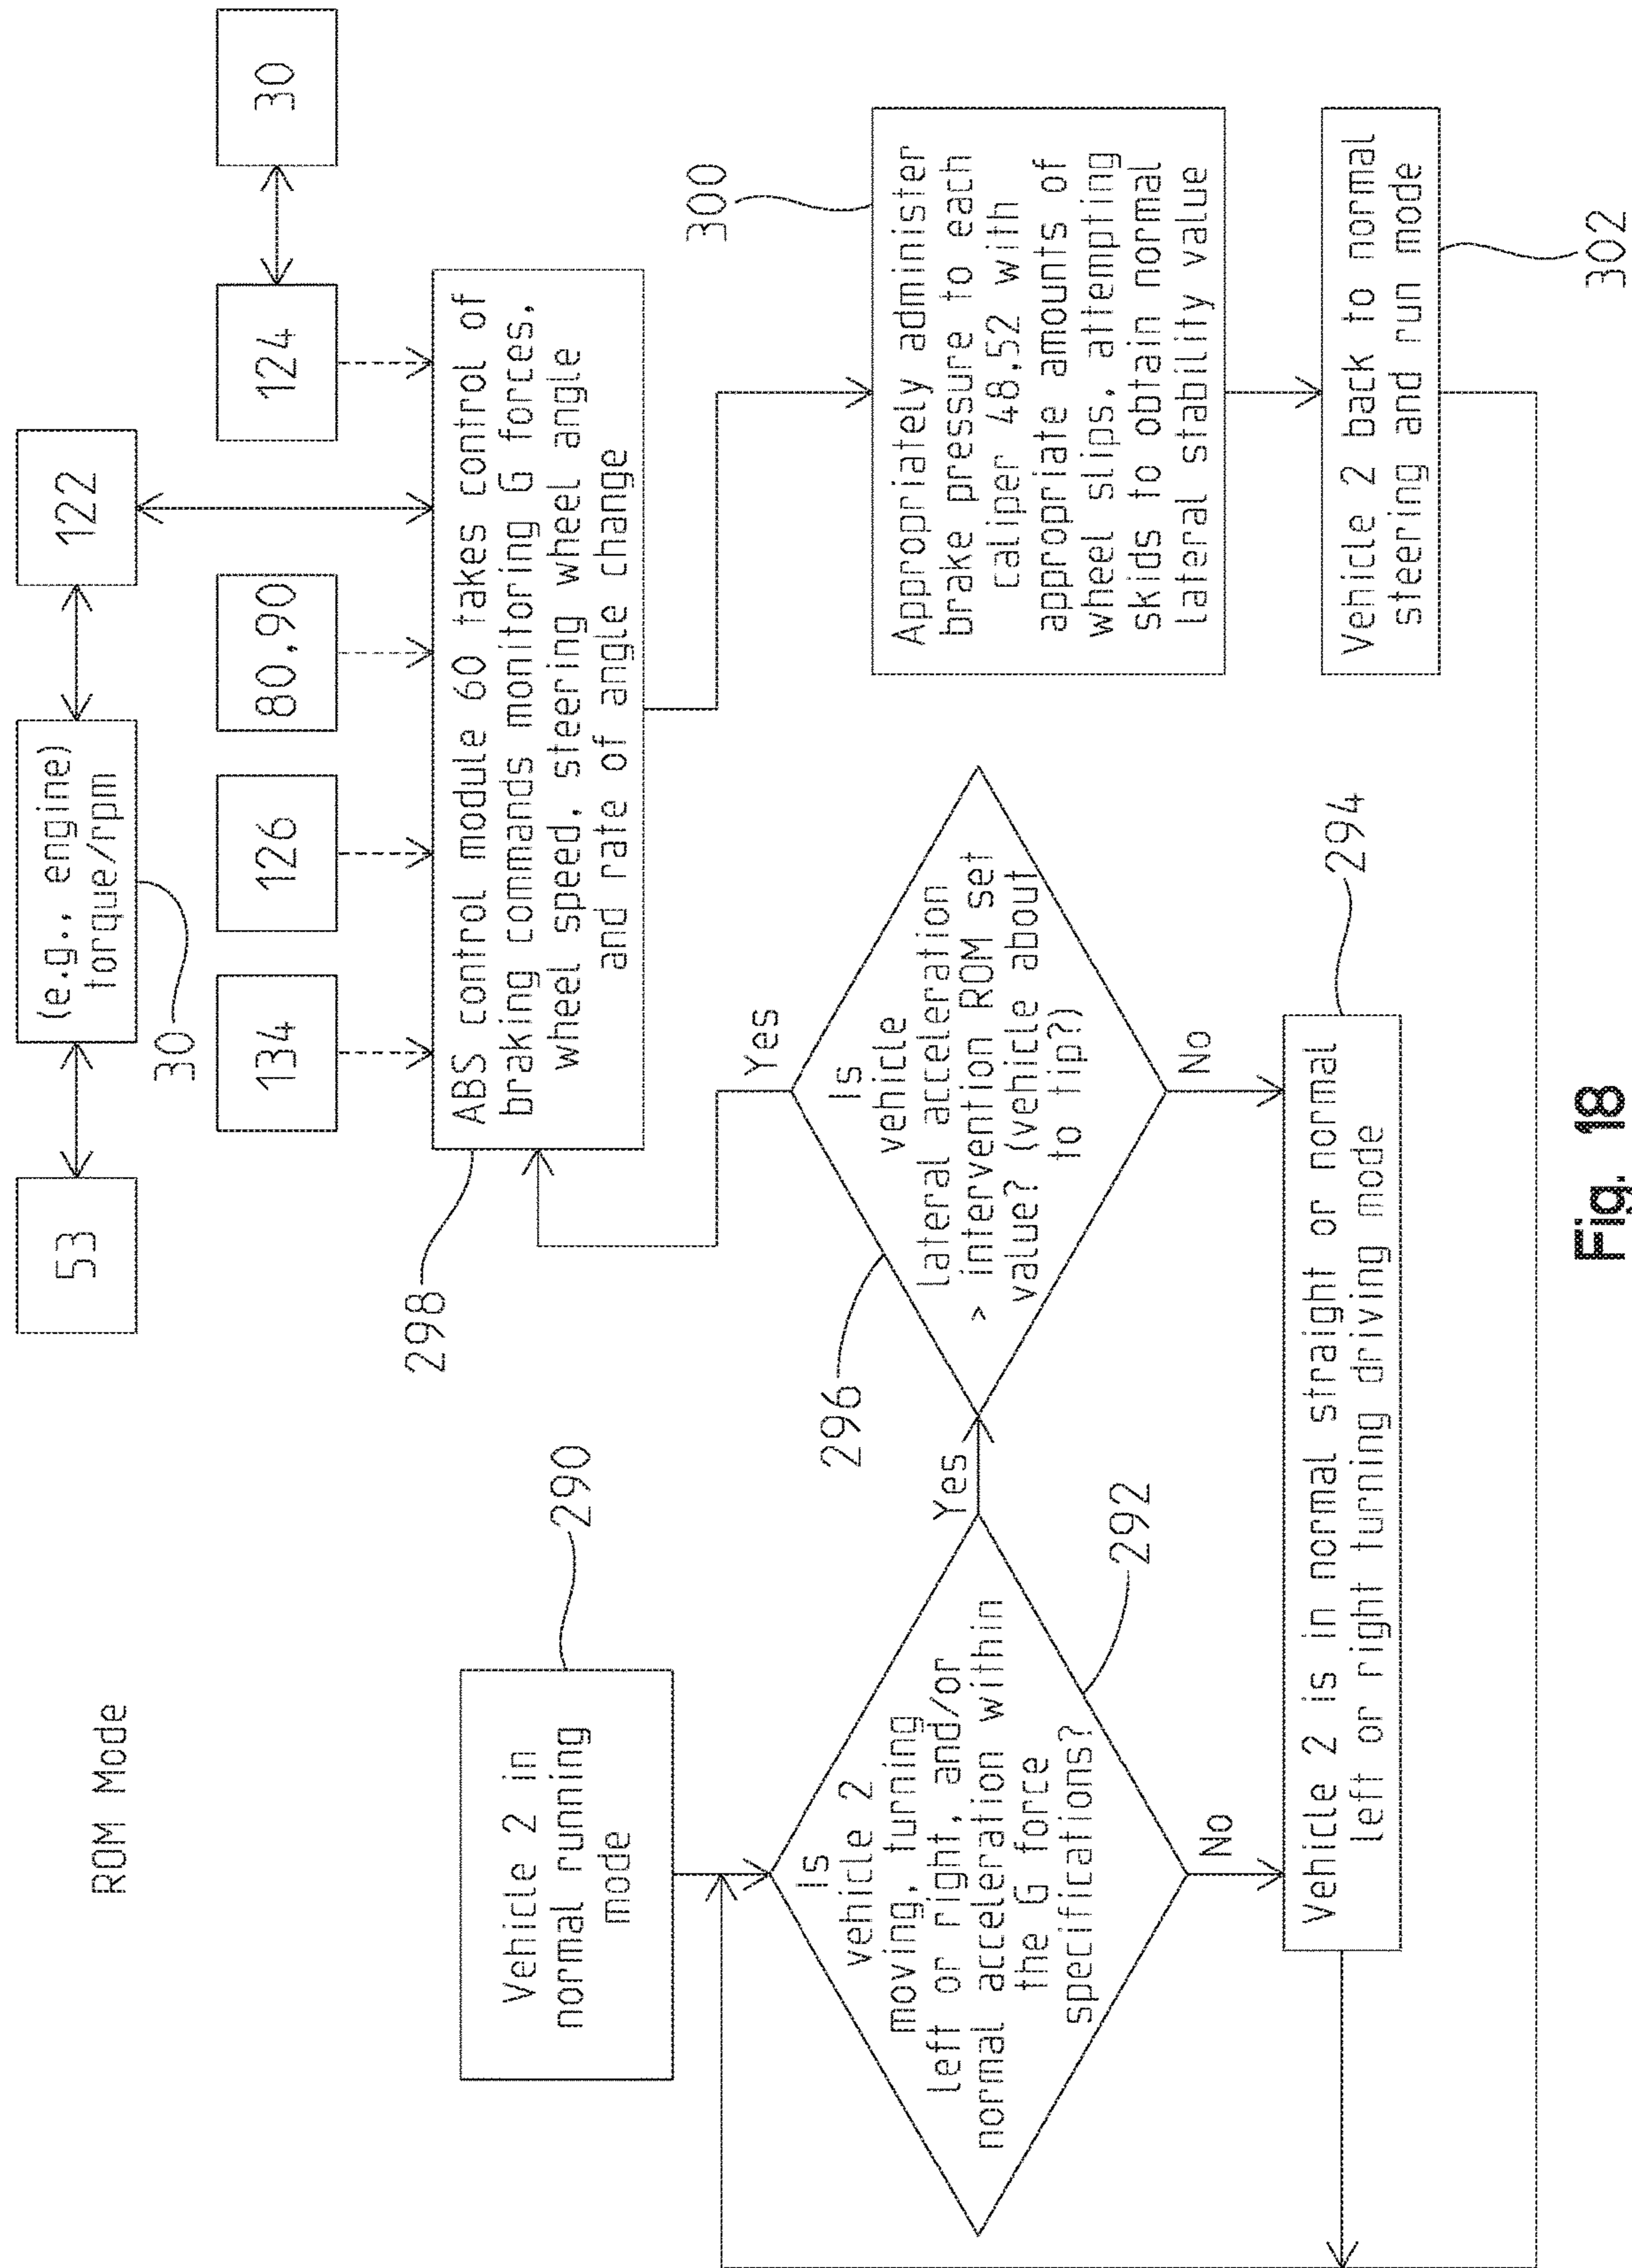 ROM Mode
53
(e.g., engine)
torque/rpm
30
122
134
126
80,90
124
30
298
ABS control module 60 takes control of
braking commands monitoring G forces,
wheel speed, steering wheel angle
and rate of angle change
290
Vehicle 2 in
normal running
mode
is
vehicle 2
moving, turning
left or right, and/or
normal acceleration within
the G force
specifications?
292
Yes
No
296
Is
vehicle
lateral acceleration
> intervention ROM set
value? (vehicle about
to tip?)
Yes
No
300
Appropriately administer
brake pressure to each
caliper 48,52 with
appropriate amounts of
wheel slips, attempting
skids to obtain normal
lateral stability value
294
Vehicle 2 is in normal straight or normal
left or right turning driving mode
Vehicle 2 back to normal
steering and run mode
302
Fig. 18